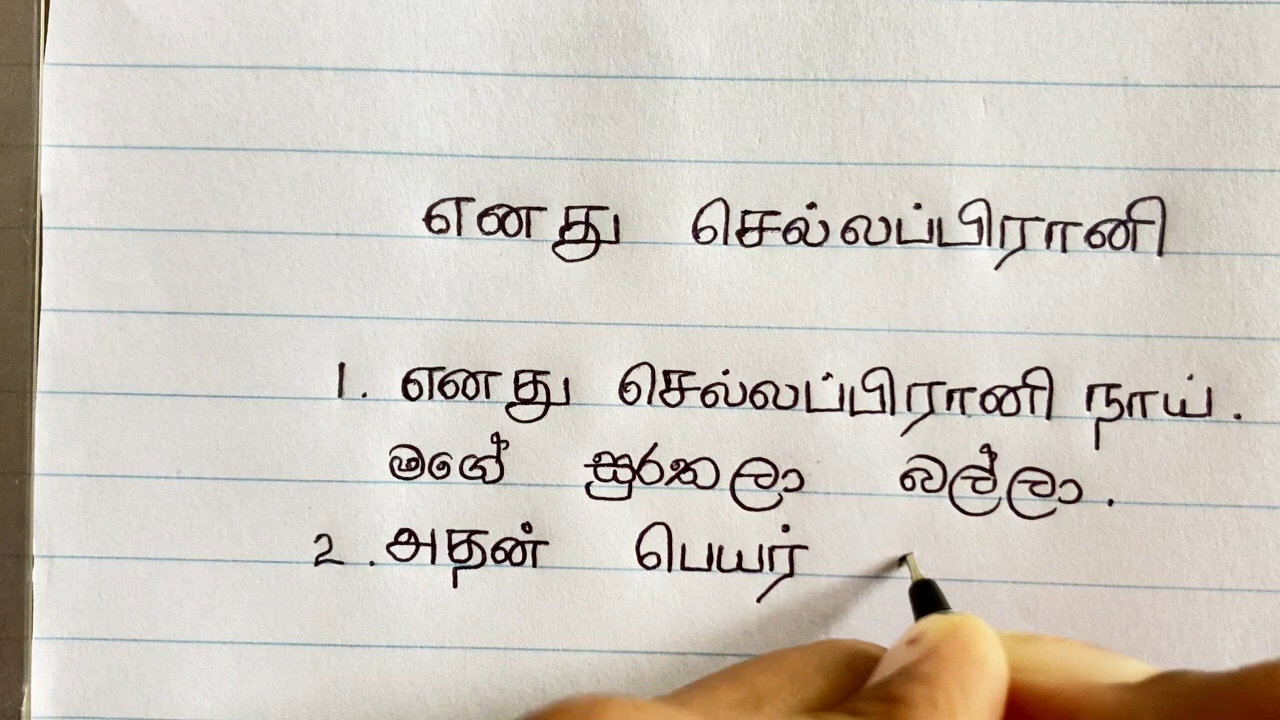 எனது செல்லப்பிரானி
1. எனது செல்லப்பிரானி நாய்.
මගේ සුරතලා බල්ලා.
2. அதன் பெயர்